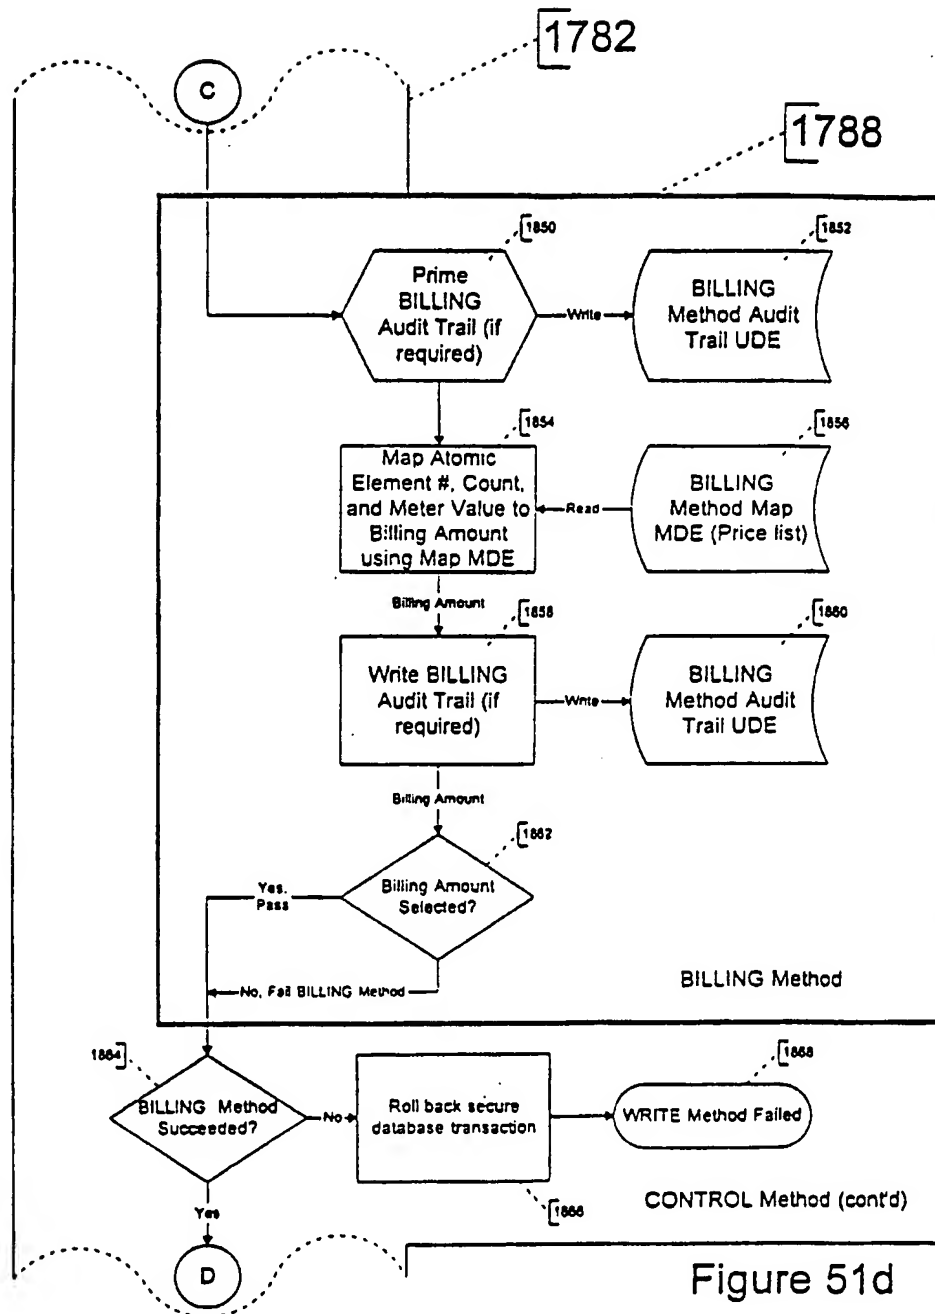 1782
C
1788
1850
Prime
BILLING
Audit Trail (if
required)
Write
1852
BILLING
Method Audit
Trail UDE
1854
Map Atomic
Element #, Count,
and Meter Value to
Billing Amount
using Map MDE
Read
1856
BILLING
Method Map
MDE (Price list)
Billing Amount
1858
Write BILLING
Audit Trail (if
required)
Write
1860
BILLING
Method Audit
Trail UDE
Billing Amount
1862
Billing Amount
Selected?
Yes,
Pass
No, Fail BILLING Method
BILLING Method
1864
BILLING Method
Succeeded?
No
Roll back secure
database transaction
1866
1868
WRITE Method Failed
CONTROL Method (cont'd)
Yes
D
Figure 51d